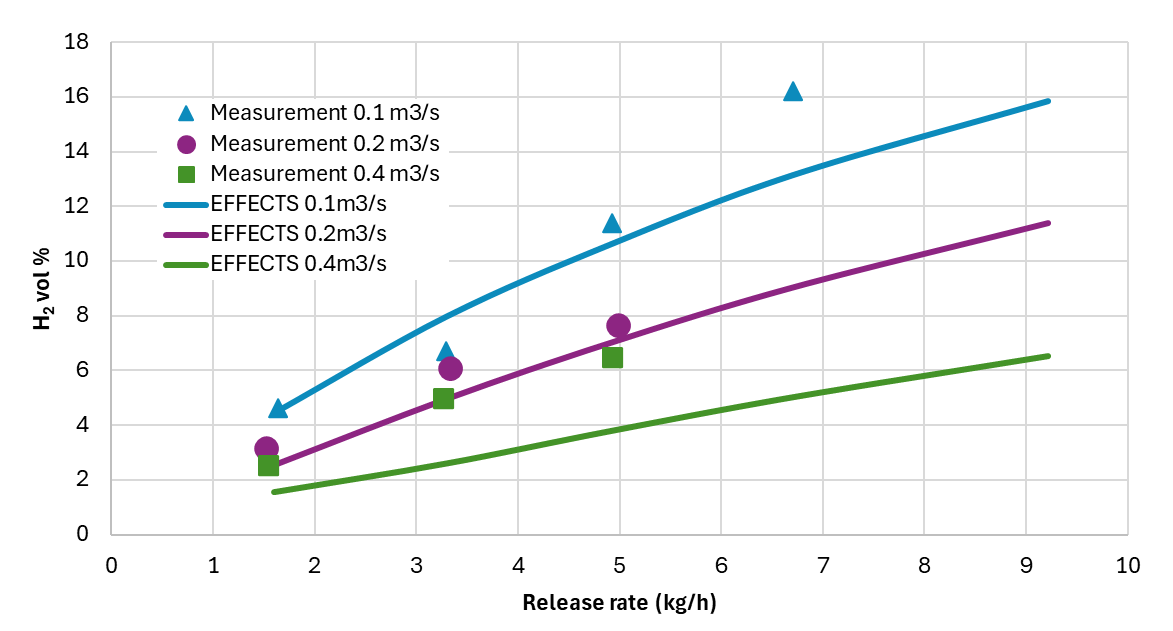 18
16
14
12
10
8
6
4
2
0
H₂ vol %
Measurement 0.1 m3/s
Measurement 0.2 m3/s
Measurement 0.4 m3/s
EFFECTS 0.1m3/s
EFFECTS 0.2m3/s
EFFECTS 0.4m3/s
0 1 2 3 4 5 6 7 8 9 10
Release rate (kg/h)